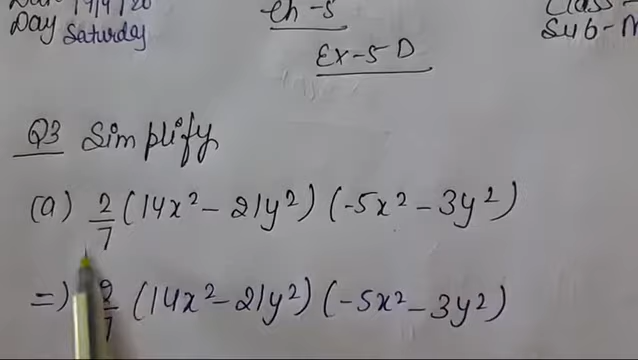 Ch-5
Day Saturday
Ex-5 D
Q3 Simplify
(a) 2/7 (14x² - 21y²) (-5x² - 3y²)
=) 2/7 (14x² - 21y²) (-5x² - 3y²)